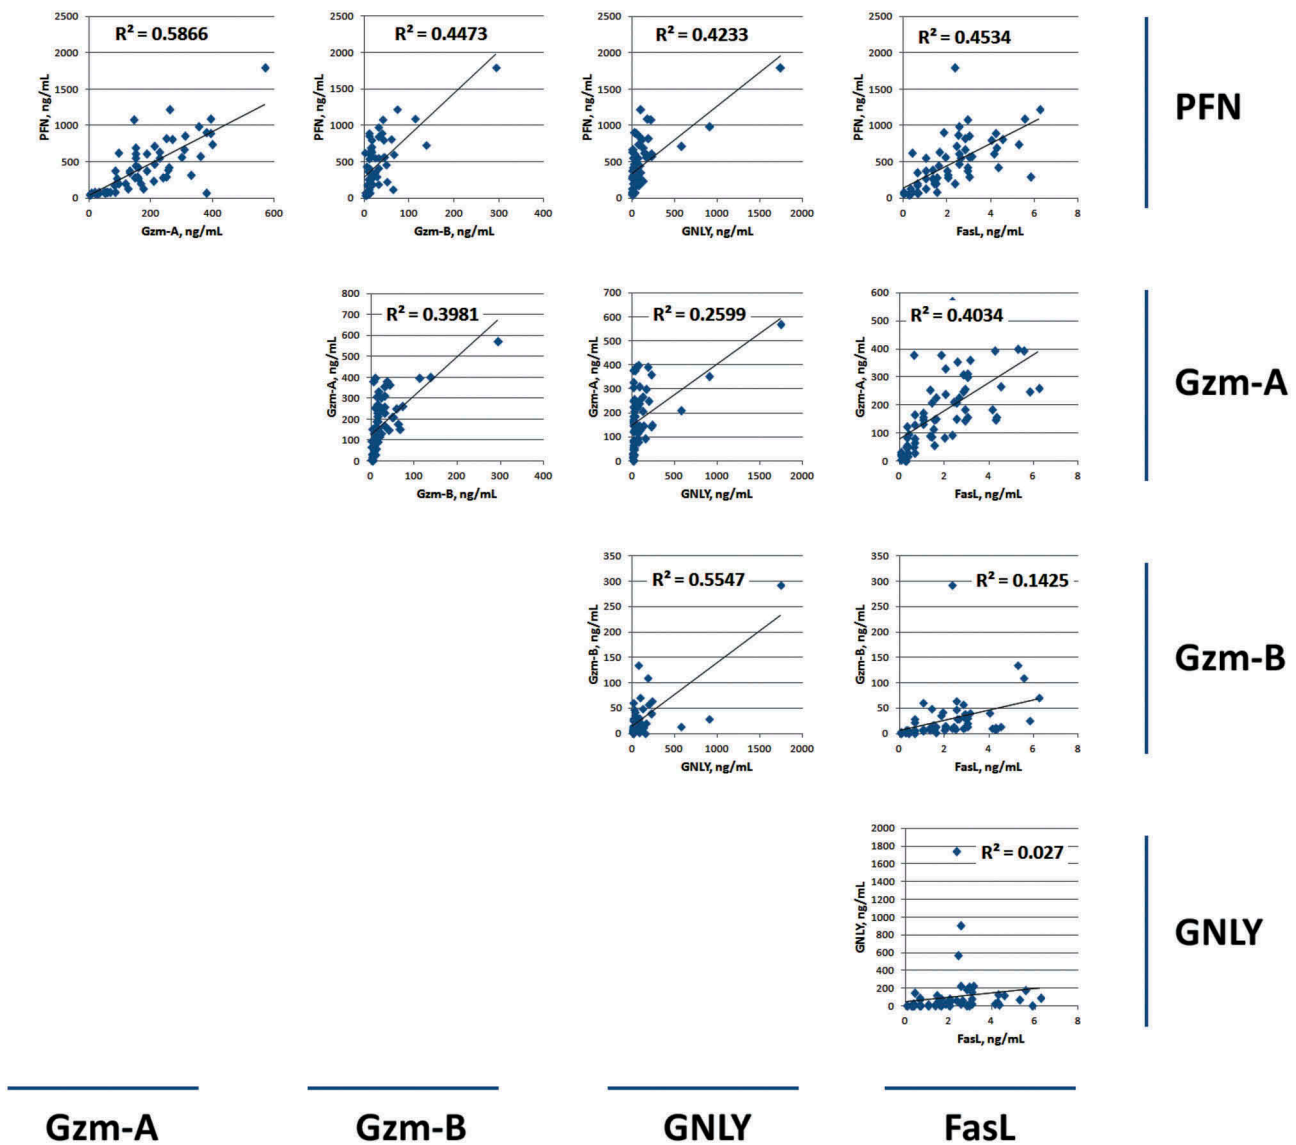 R² = 0.5866
PFN, ng/mL
2500
2000
1500
1000
500
0
0 200 400 600
Gzm-A, ng/mL
R² = 0.4473
PFN, ng/mL
2500
2000
1500
1000
500
0
0 100 200 300 400
Gzm-B, ng/mL
R² = 0.4233
PFN, ng/mL
2500
2000
1500
1000
500
0
0 500 1000 1500 2000
GNLY, ng/mL
R² = 0.4534
PFN, ng/mL
2500
2000
1500
1000
500
0
0 2 4 6 8
FasL, ng/mL
PFN
R² = 0.3981
Gzm-A, ng/mL
800
700
600
500
400
300
200
100
0
0 100 200 300 400
Gzm-B, ng/mL
R² = 0.2599
Gzm-A, ng/mL
700
600
500
400
300
200
100
0
0 500 1000 1500 2000
GNLY, ng/mL
R² = 0.4034
Gzm-A, ng/mL
600
500
400
300
200
100
0
0 2 4 6 8
FasL, ng/mL
Gzm-A
R² = 0.5547
Gzm-B, ng/mL
350
300
250
200
150
100
50
0
0 500 1000 1500 2000
GNLY, ng/mL
R² = 0.1425
Gzm-B, ng/mL
350
300
250
200
150
100
50
0
0 2 4 6 8
FasL, ng/mL
Gzm-B
R² = 0.027
GNLY, ng/mL
2000
1800
1600
1400
1200
1000
800
600
400
200
0
0 2 4 6 8
FasL, ng/mL
GNLY
Gzm-A
Gzm-B
GNLY
FasL